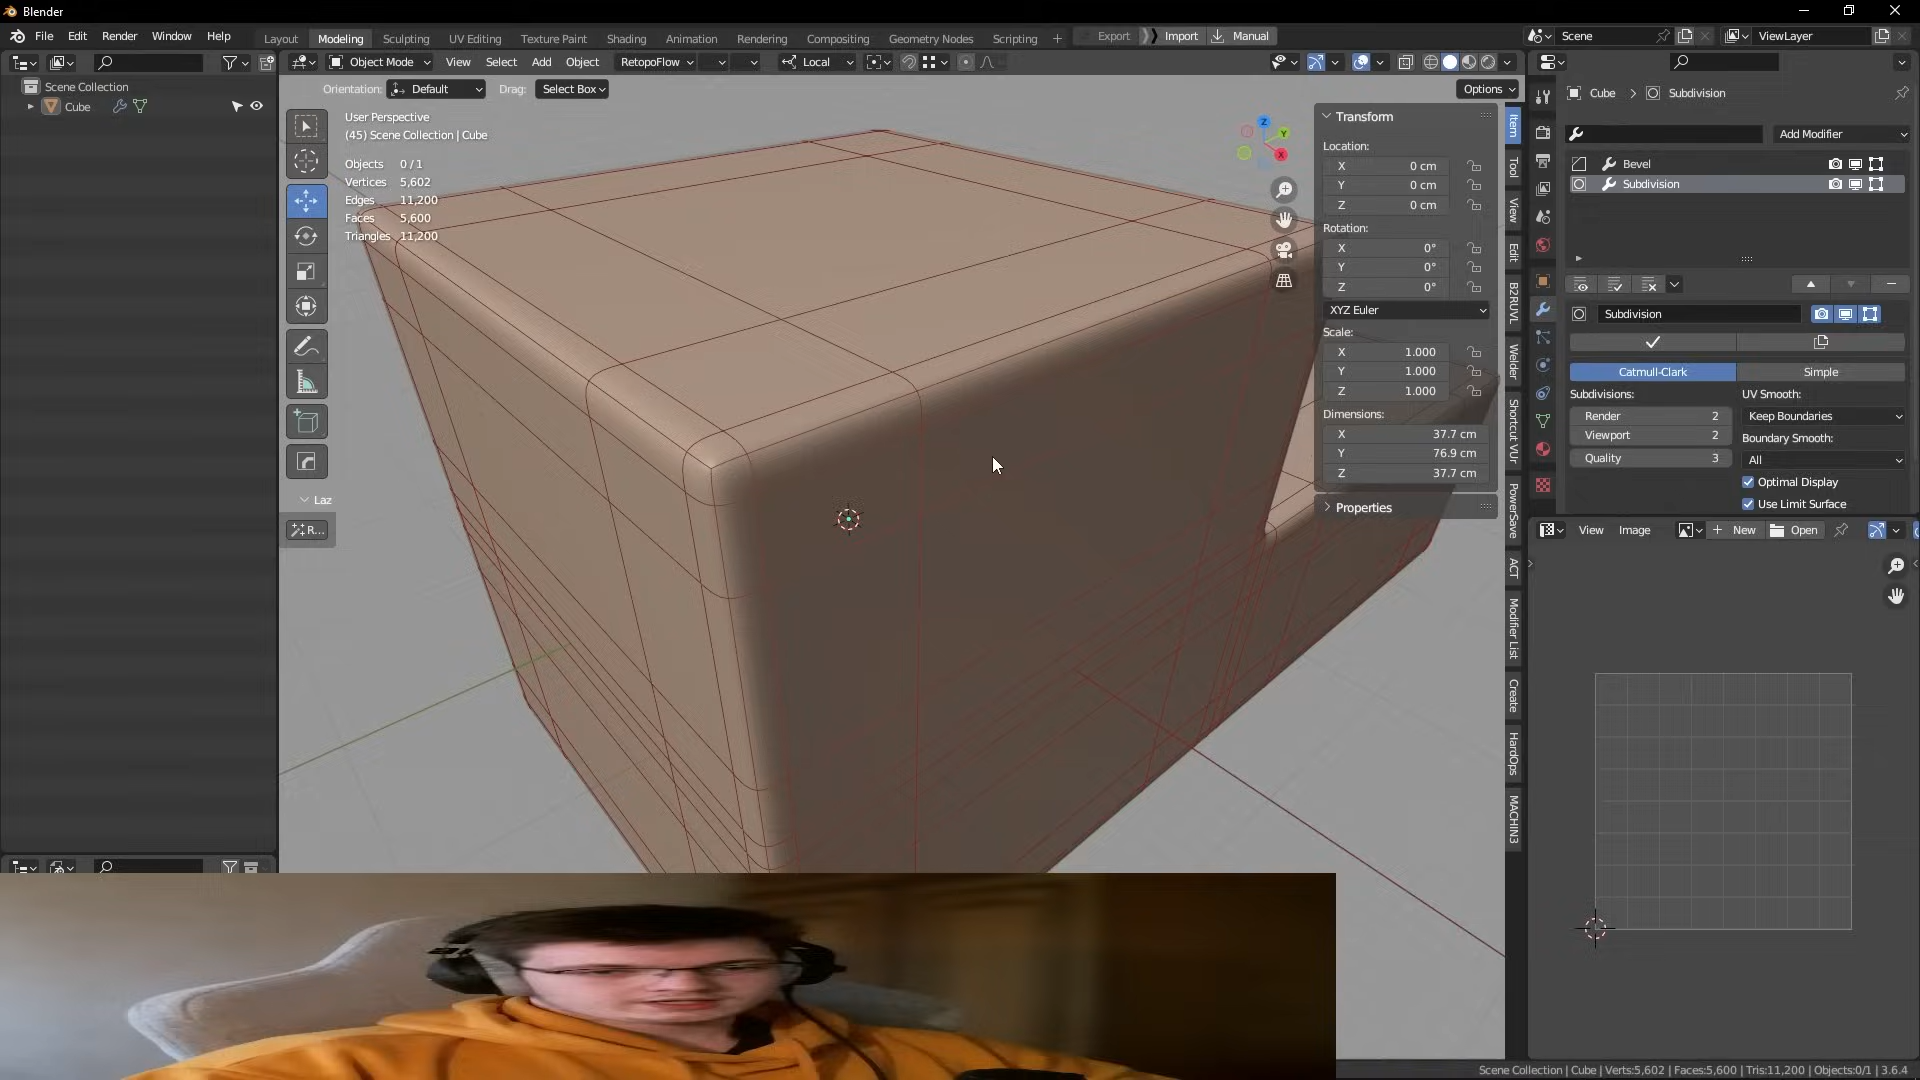 Blender
File Edit Render Window Help
Layout Modeling Sculpting UV Editing Texture Paint Shading Animation Rendering Compositing Geometry Nodes Scripting +
Export Import Manual
Scene
ViewLayer
Object Mode View Select Add Object RetopoFlow Local
Orientation: Default Drag: Select Box
Options
Scene Collection
Cube
User Perspective
(45) Scene Collection | Cube
Objects 0 / 1
Vertices 5,602
Edges 11,200
Faces 5,600
Triangles 11,200
Laz
R...
Z
Y
X
Transform
Location:
X 0 cm
Y 0 cm
Z 0 cm
Rotation:
X 0°
Y 0°
Z 0°
XYZ Euler
Scale:
X 1.000
Y 1.000
Z 1.000
Dimensions:
X 37.7 cm
Y 76.9 cm
Z 37.7 cm
Properties
Item
Tool
View
Edit
B2RUVL
Welder
Shortcut VUr
PowerSave
ACT
Modifier List
Create
HardOps
MACHIN3
Cube > Subdivision
Add Modifier
Bevel
Subdivision
Subdivision
Catmull-Clark Simple
Subdivisions: UV Smooth:
Render 2 Keep Boundaries
Viewport 2 Boundary Smooth:
Quality 3 All
Optimal Display
Use Limit Surface
View Image + New Open
Scene Collection | Cube | Verts:5,602 | Faces:5,600 | Tris:11,200 | Objects:0/1 | 3.6.4